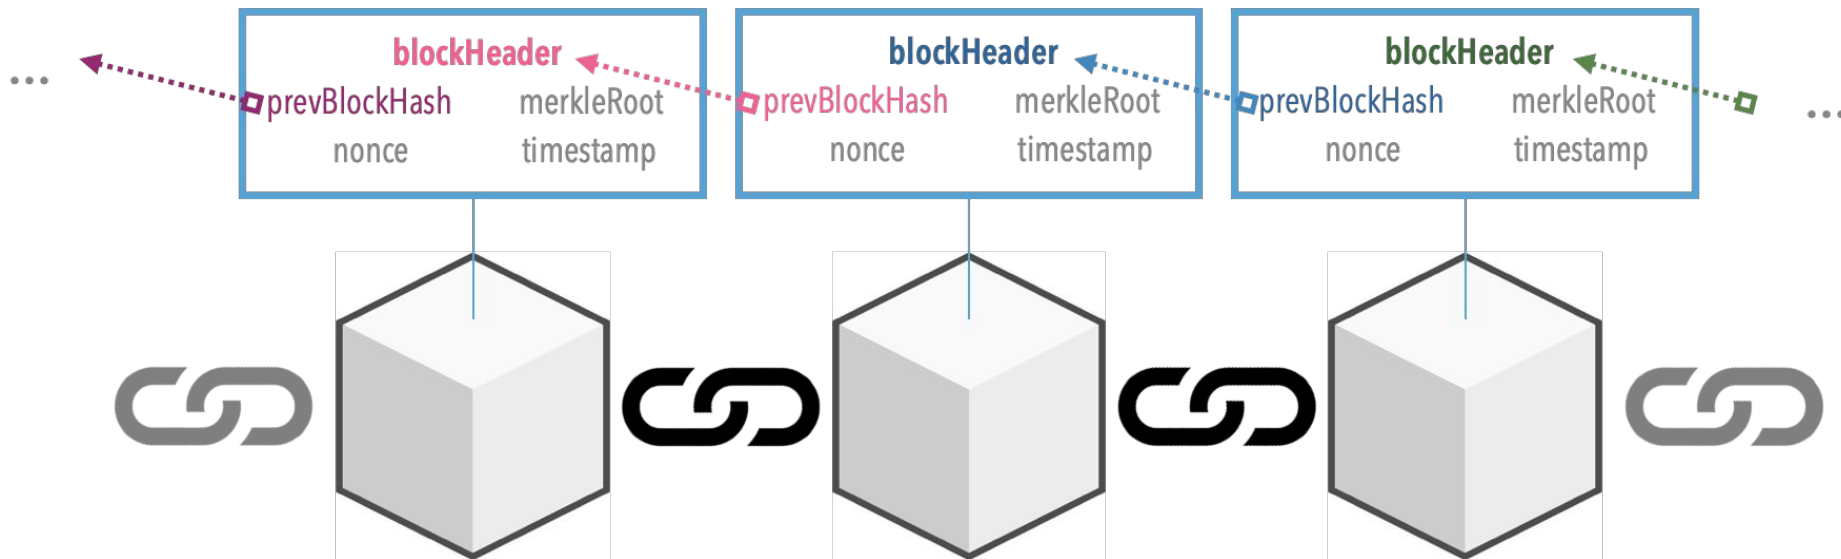 ...
blockHeader
prevBlockHash merkleRoot
nonce timestamp
blockHeader
prevBlockHash merkleRoot
nonce timestamp
blockHeader
prevBlockHash merkleRoot
nonce timestamp
...